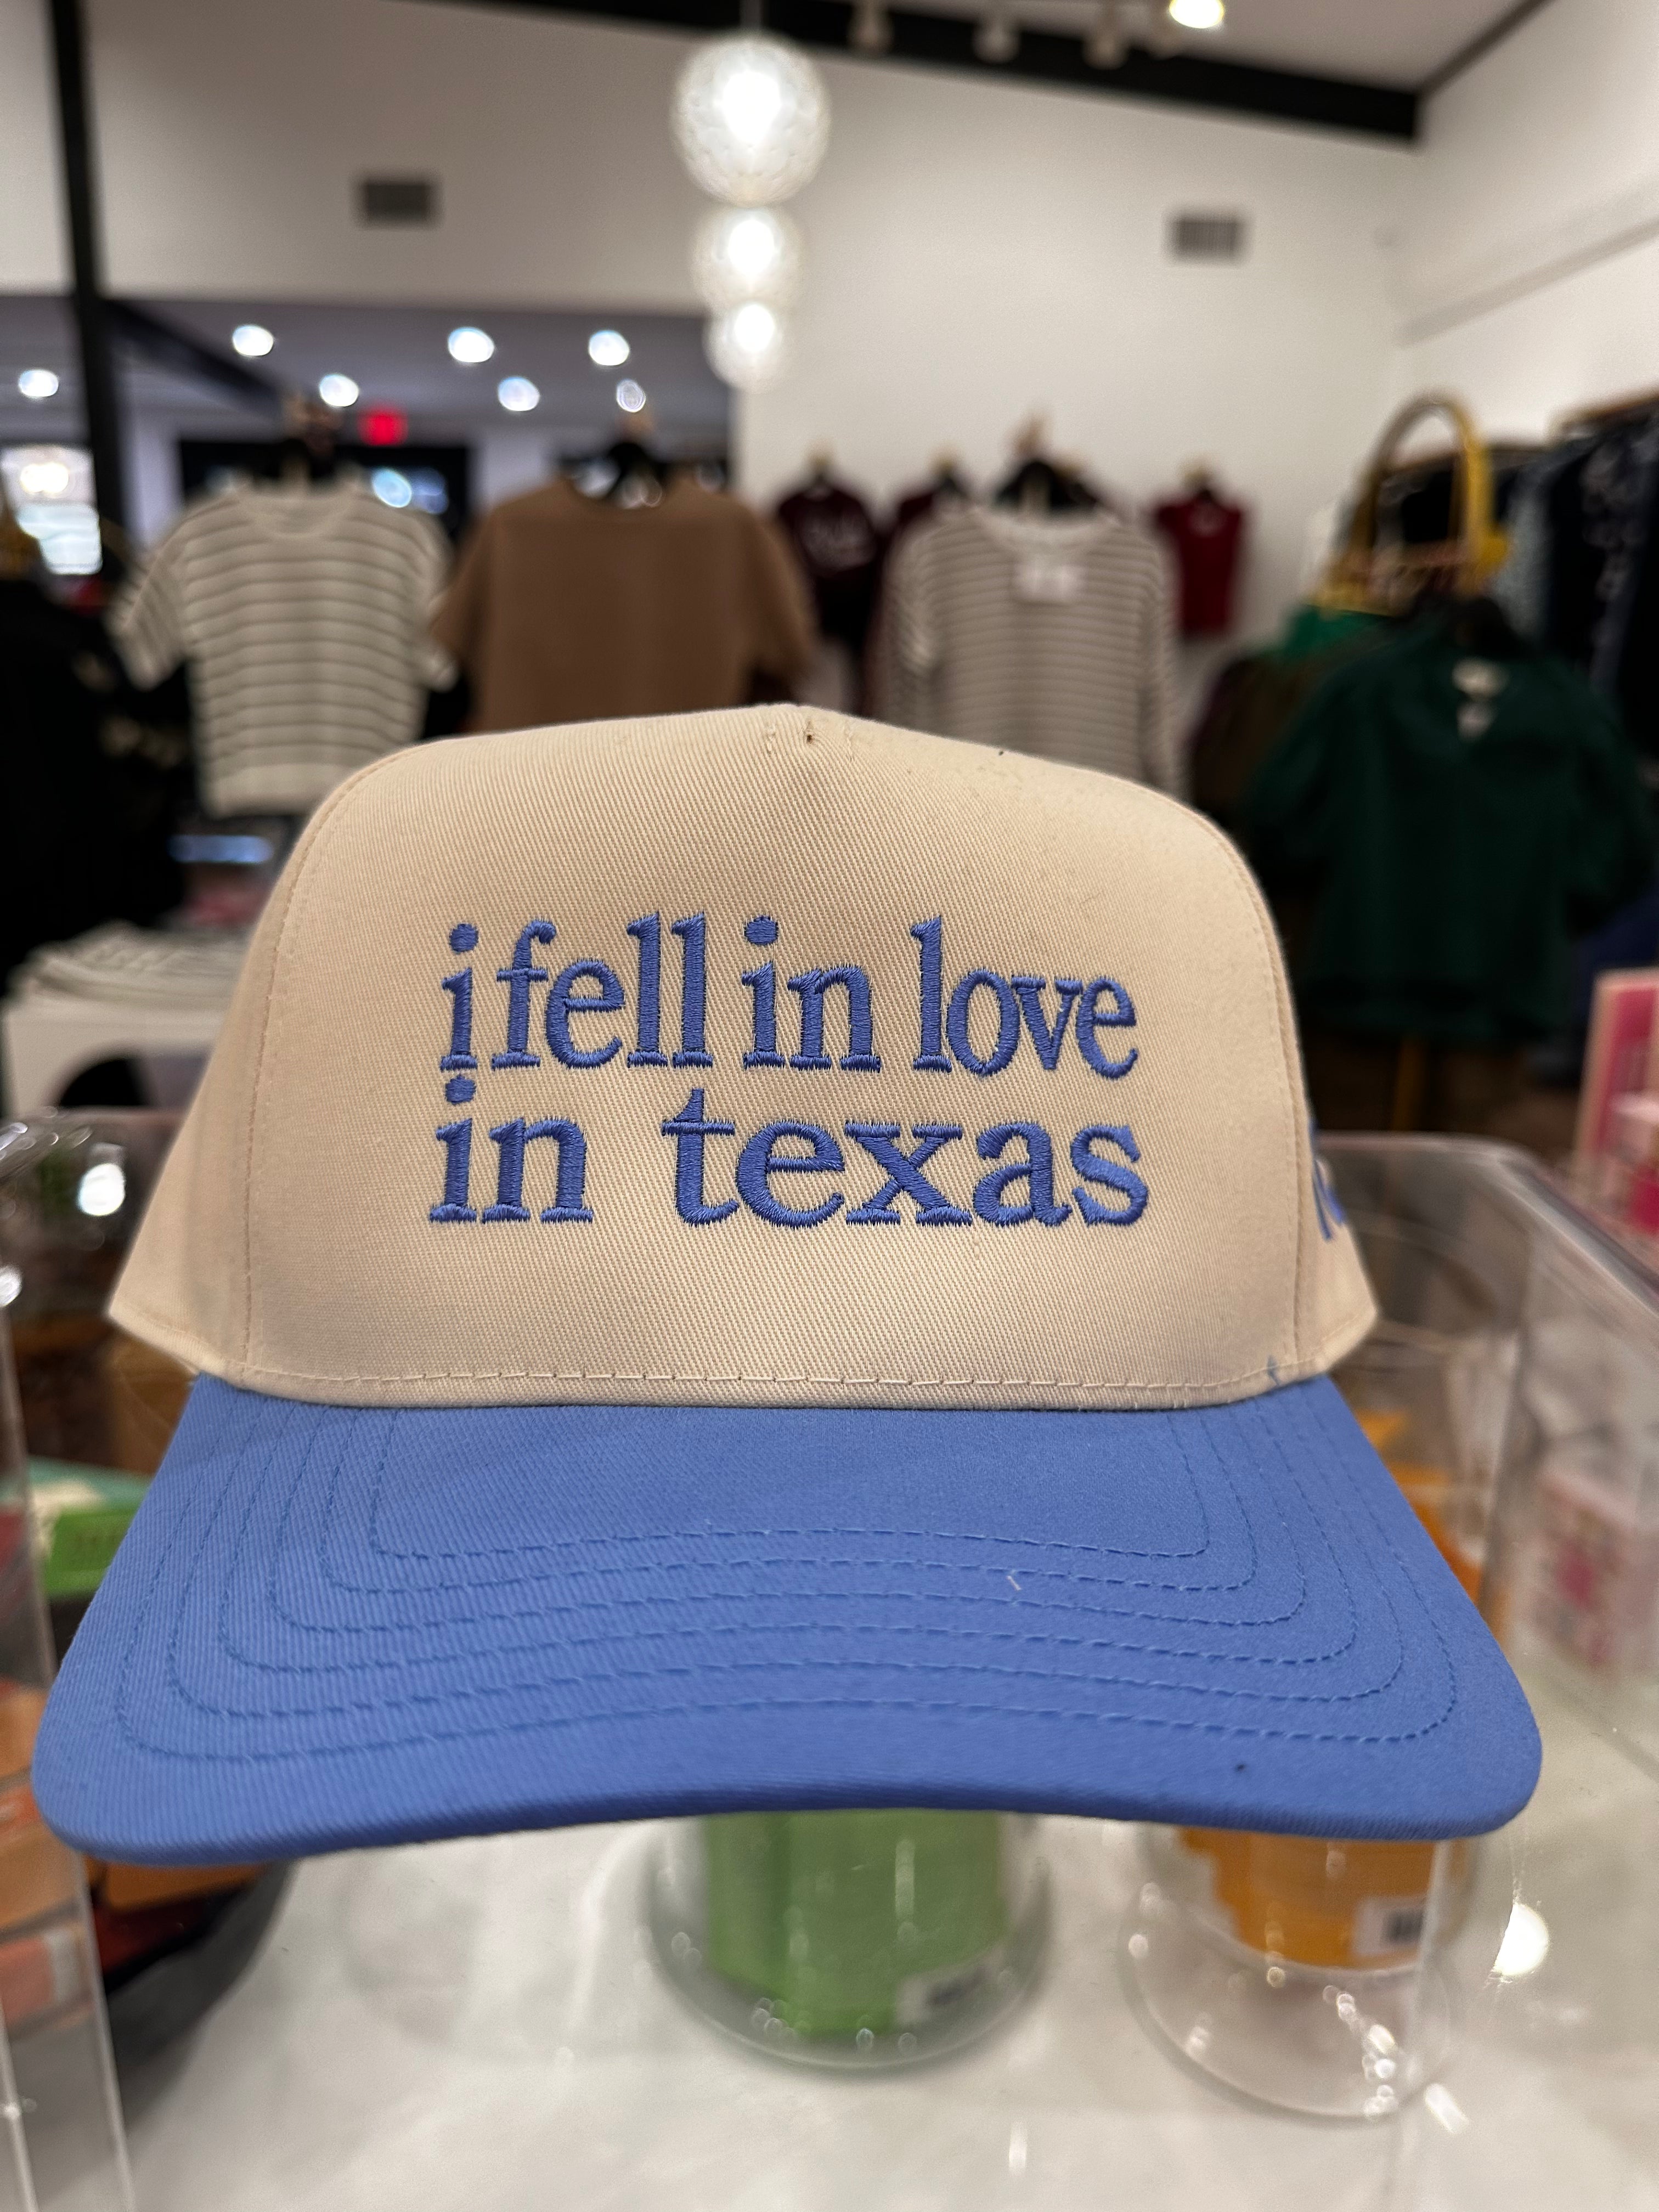 i fell in love
in texas